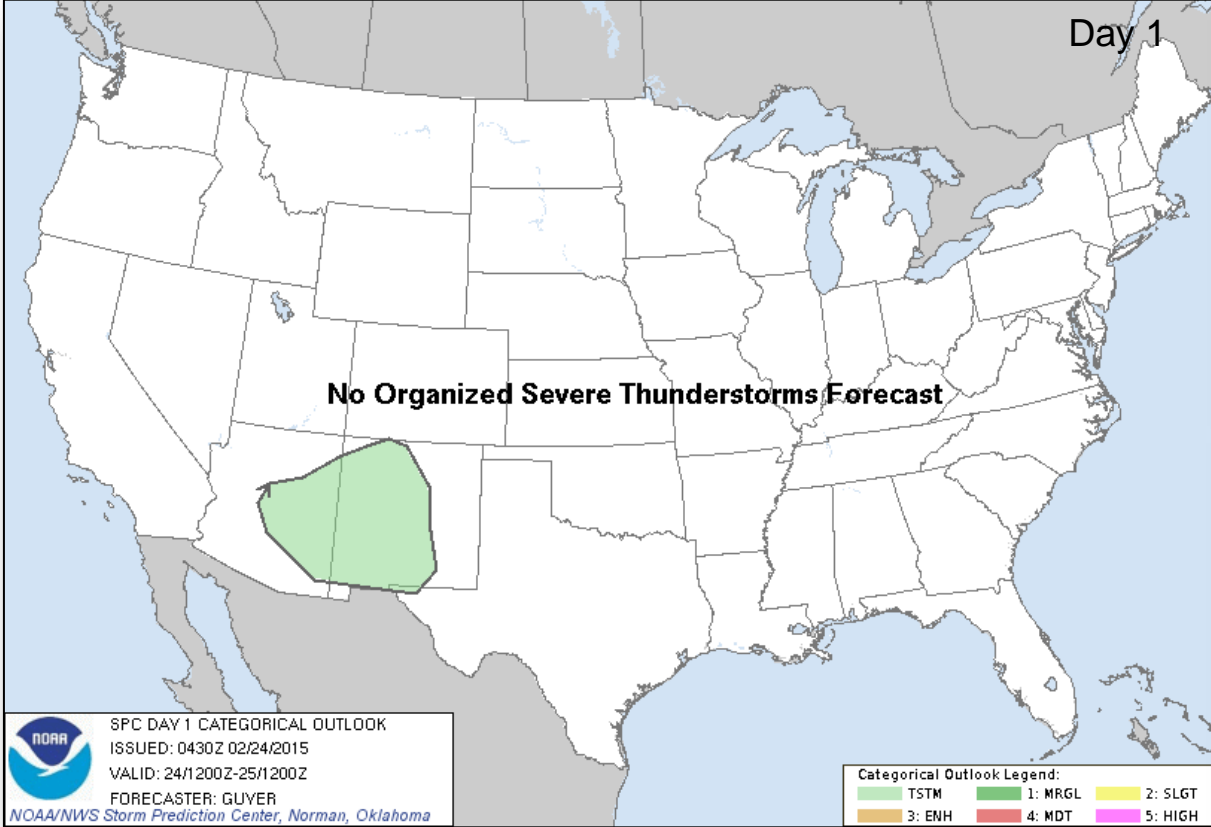 Day 1
No Organized Severe Thunderstorms Forecast
NOAA
SPC DAY 1 CATEGORICAL OUTLOOK
ISSUED: 0430Z 02/24/2015
VALID: 24/1200Z-25/1200Z
FORECASTER: GUYER
NOAA/NWS Storm Prediction Center, Norman, Oklahoma
Categorical Outlook Legend:
TSTM 1: MRGL 2: SLGT
3: ENH 4: MDT 5: HIGH